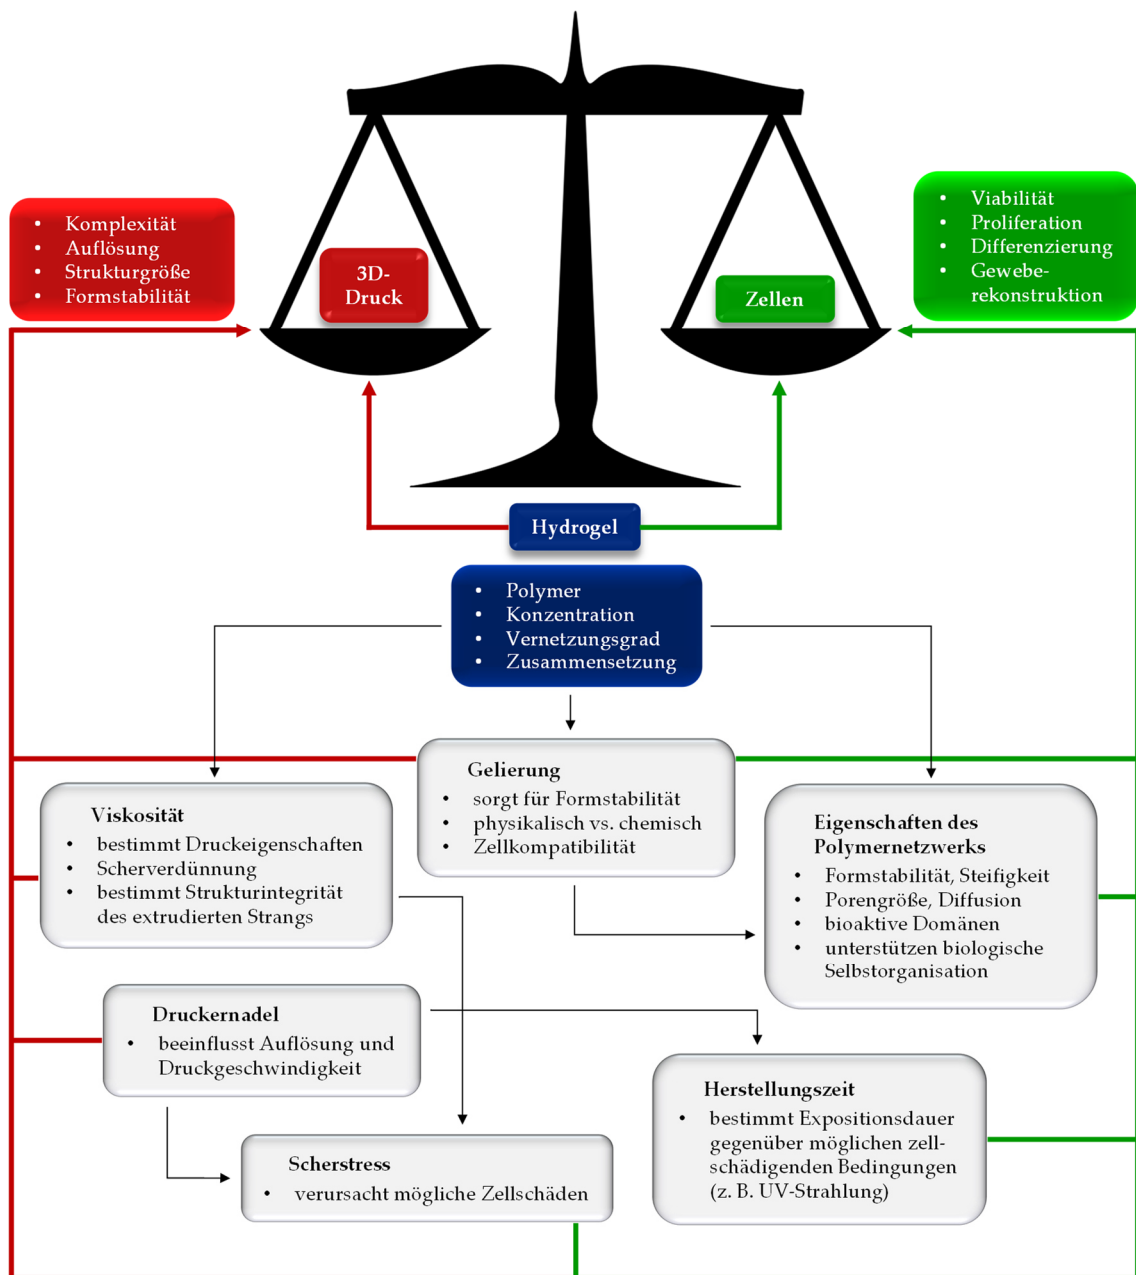 • Komplexität
• Auflösung
• Strukturgröße
• Formstabilität
3D-
Druck
Zellen
• Viabilität
• Proliferation
• Differenzierung
• Gewebe-
rekonstruktion
Hydrogel
• Polymer
• Konzentration
• Vernetzungsgrad
• Zusammensetzung
Gelierung
• sorgt für Formstabilität
• physikalisch vs. chemisch
• Zellkompatibilität
Viskosität
• bestimmt Druckeigenschaften
• Scherverdünnung
• bestimmt Strukturintegrität
des extrudierten Strangs
Eigenschaften des
Polymernetzwerks
• Formstabilität, Steifigkeit
• Porengröße, Diffusion
• bioaktive Domänen
• unterstützen biologische
Selbstorganisation
Druckernadel
• beeinflusst Auflösung und
Druckgeschwindigkeit
Herstellungszeit
• bestimmt Expositionsdauer
gegenüber möglichen zell-
schädigenden Bedingungen
(z. B. UV-Strahlung)
Scherstress
• verursacht mögliche Zellschäden